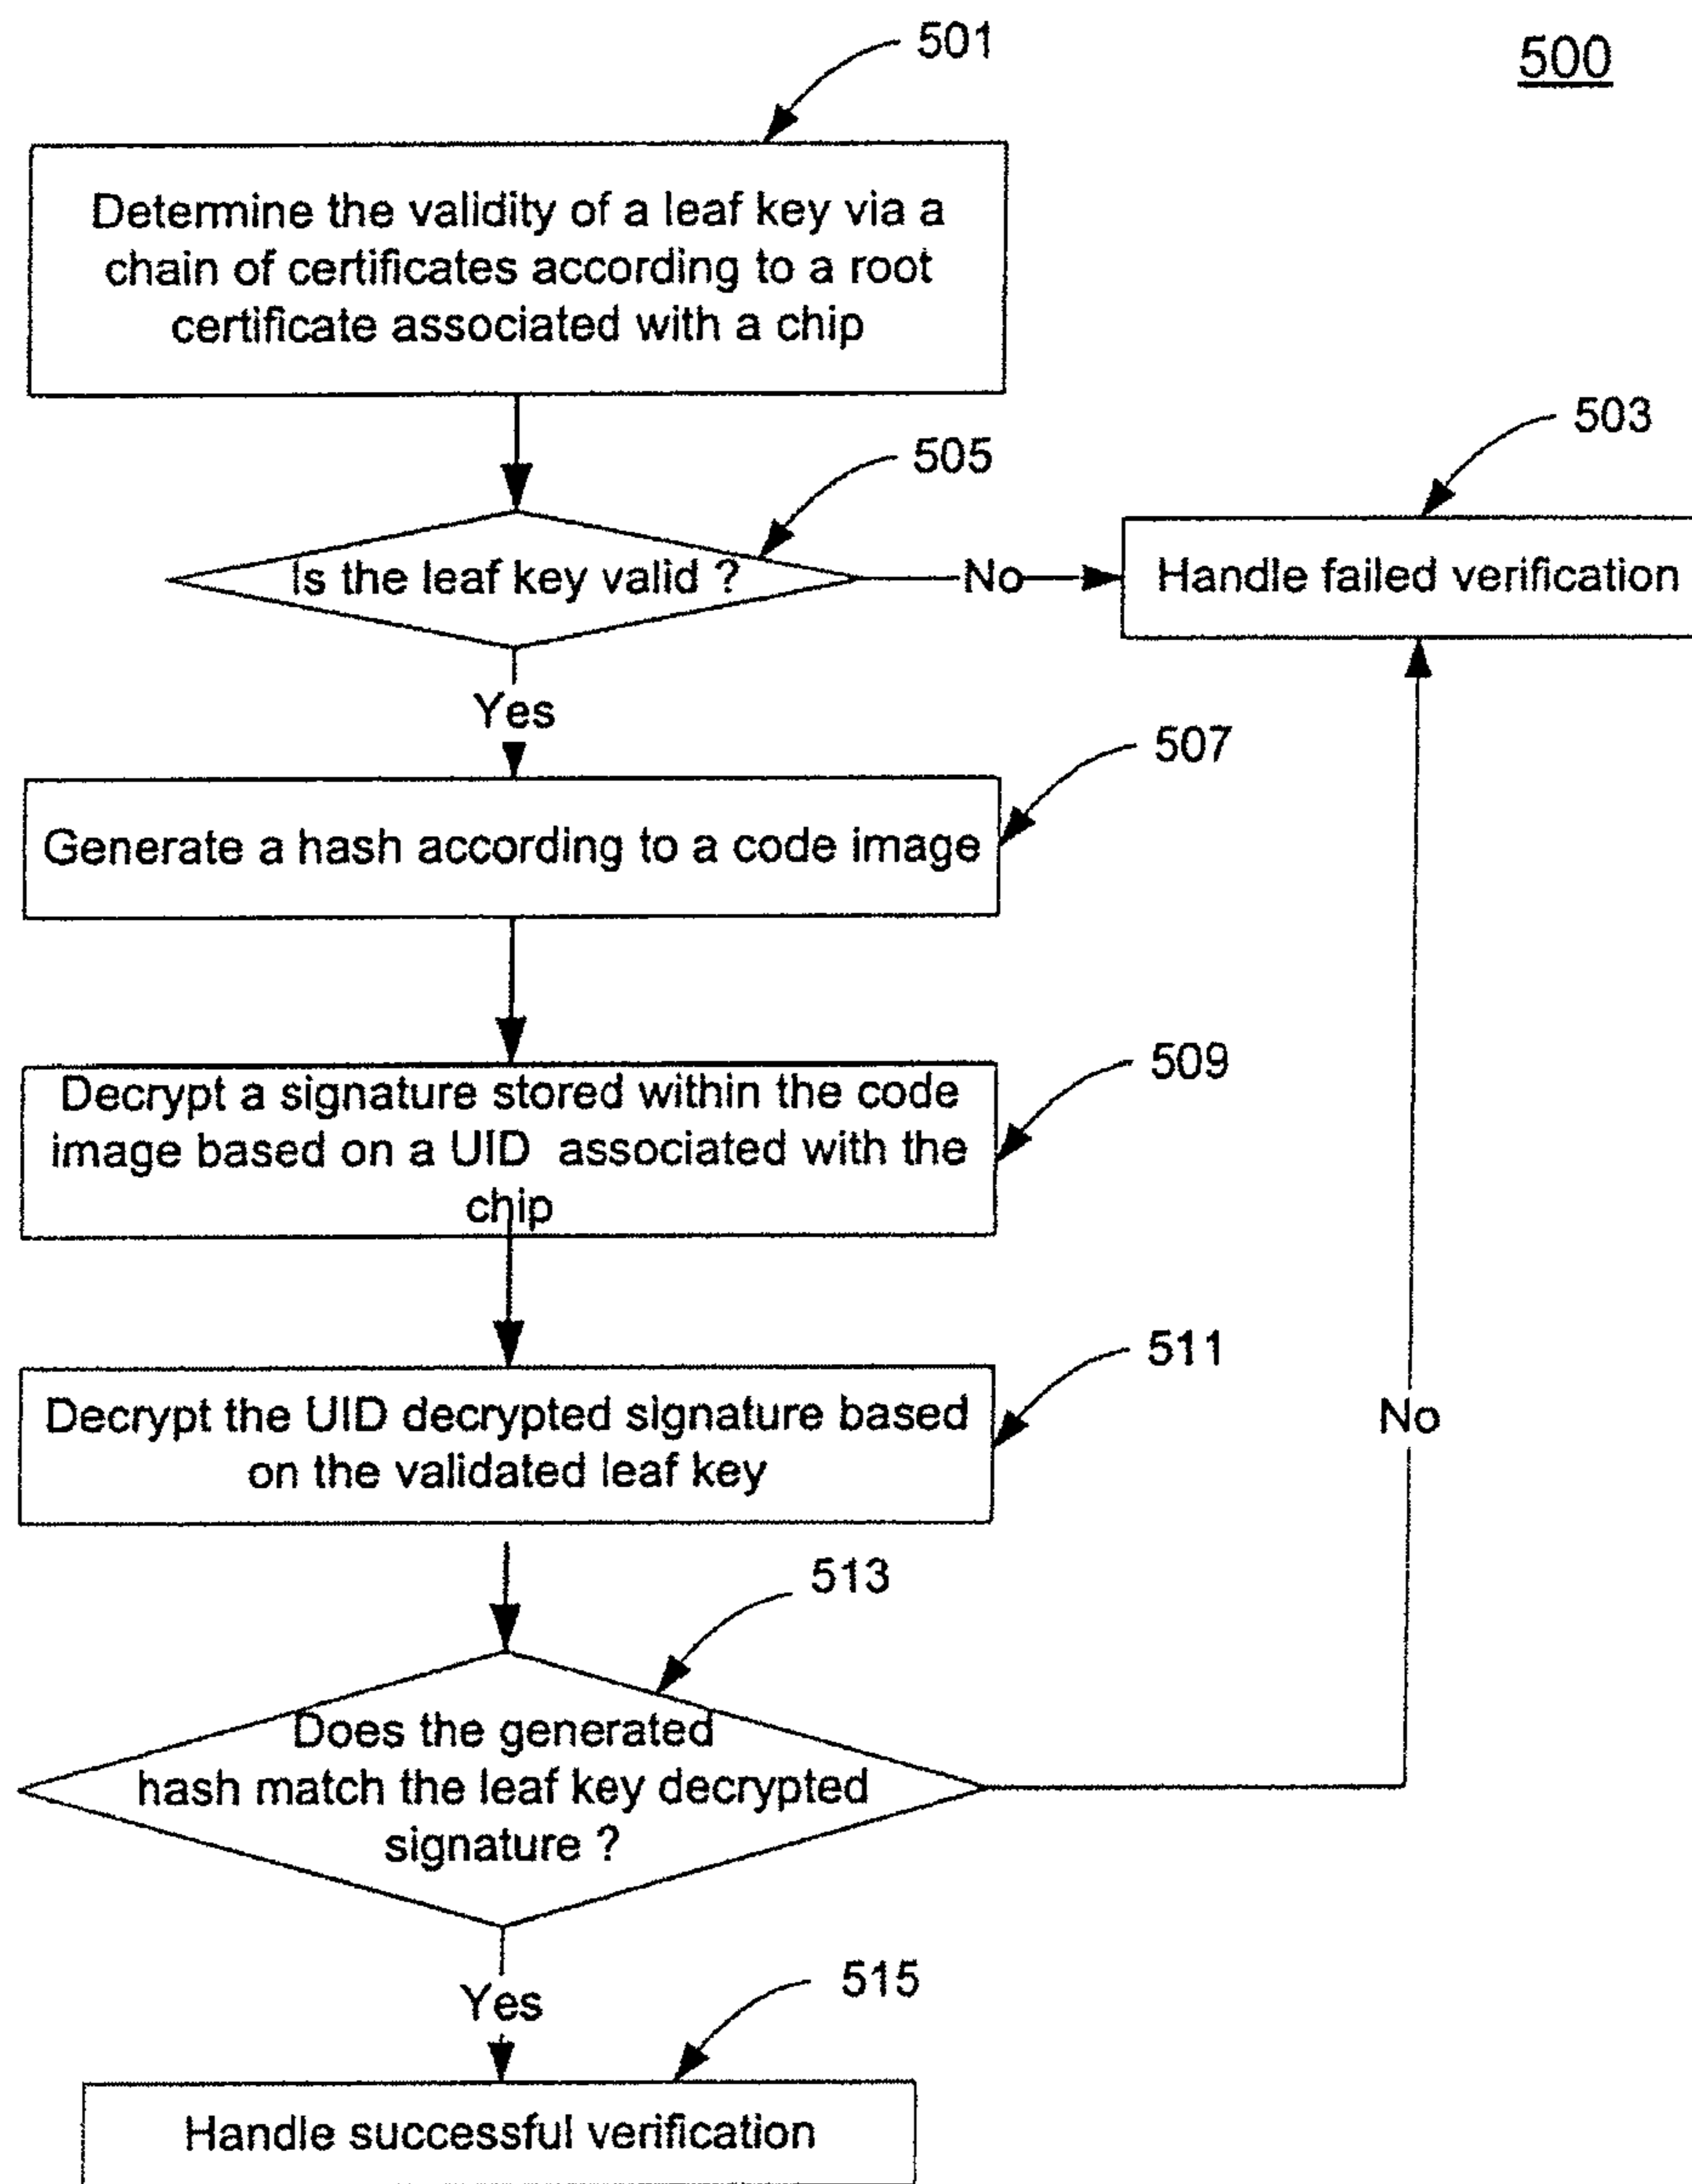 501
500
Determine the validity of a leaf key via a
chain of certificates according to a root
certificate associated with a chip
503
505
Is the leaf key valid ?
No
Handle failed verification
Yes
507
Generate a hash according to a code image
509
Decrypt a signature stored within the code
image based on a UID associated with the
chip
511
Decrypt the UID decrypted signature based
on the validated leaf key
No
513
Does the generated
hash match the leaf key decrypted
signature ?
Yes
515
Handle successful verification